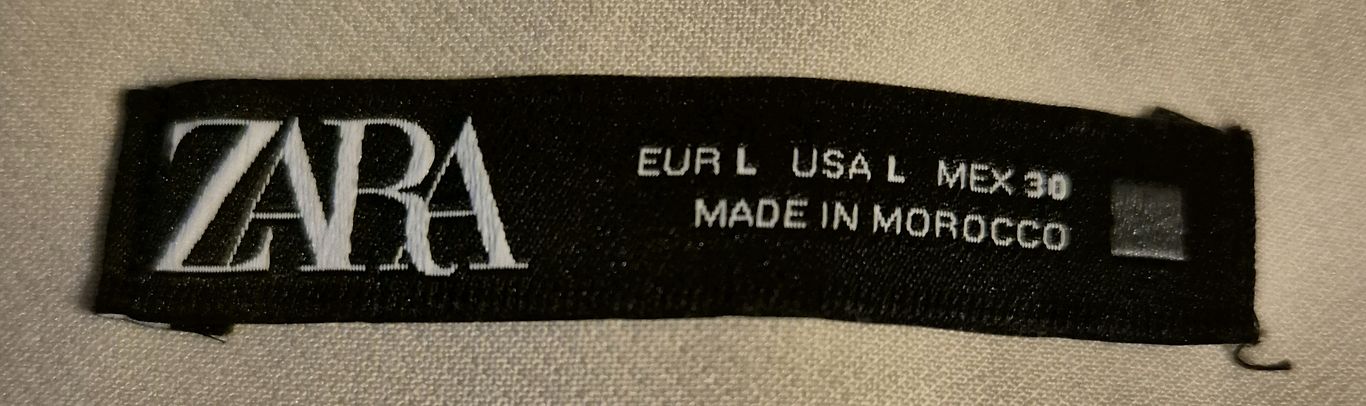 ZARA
EUR L USA L MEX 30
MADE IN MOROCCO